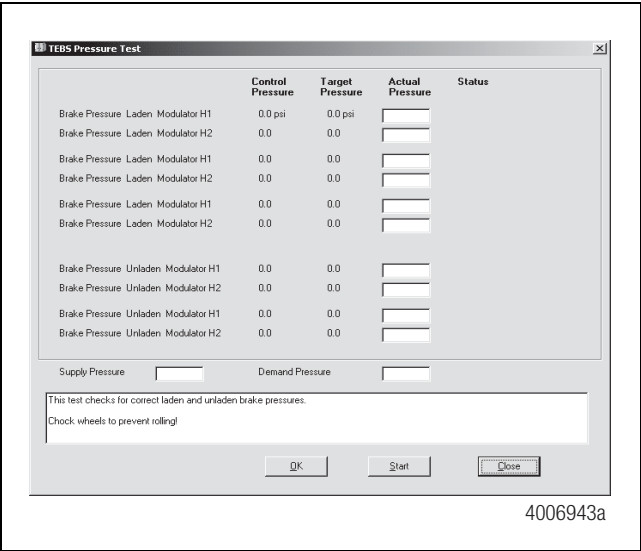 TEBS Pressure Test
Control Pressure Target Pressure Actual Pressure Status
Brake Pressure Laden Modulator H1 0.0 psi 0.0 psi
Brake Pressure Laden Modulator H2 0.0 0.0
Brake Pressure Laden Modulator H1 0.0 0.0
Brake Pressure Laden Modulator H2 0.0 0.0
Brake Pressure Laden Modulator H1 0.0 0.0
Brake Pressure Laden Modulator H2 0.0 0.0
Brake Pressure Unladen Modulator H1 0.0 0.0
Brake Pressure Unladen Modulator H2 0.0 0.0
Brake Pressure Unladen Modulator H1 0.0 0.0
Brake Pressure Unladen Modulator H2 0.0 0.0
Supply Pressure Demand Pressure
This test checks for correct laden and unladen brake pressures.
Chock wheels to prevent rolling!
OK Start Close
4006943a